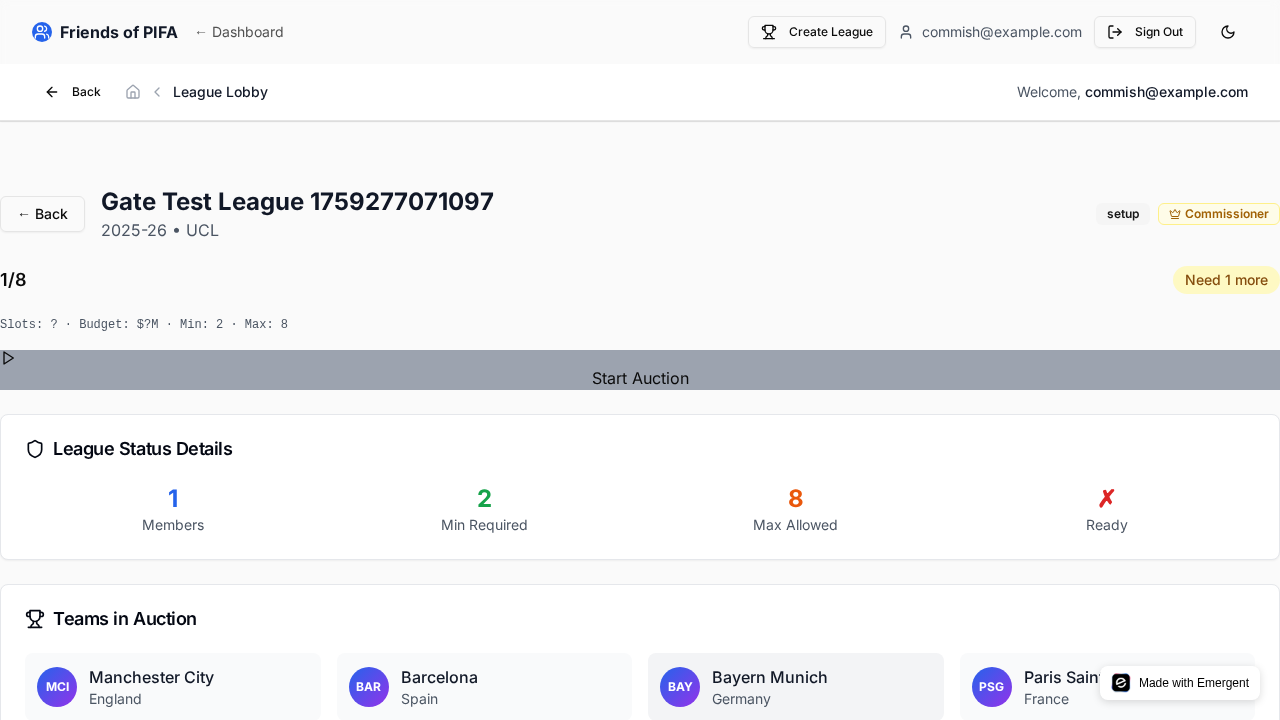 Friends of PIFA ← Dashboard Create League commish@example.com Sign Out
Back League Lobby Welcome, commish@example.com
← Back Gate Test League 1759277071097 setup Commissioner
2025-26 • UCL
1/8 Need 1 more
Slots: ? · Budget: $?M · Min: 2 · Max: 8
Start Auction
League Status Details
1 2 8 ✗
Members Min Required Max Allowed Ready
Teams in Auction
MCI Manchester City BAR Barcelona BAY Bayern Munich PSG Paris
England Spain Germany France
Made with Emergent